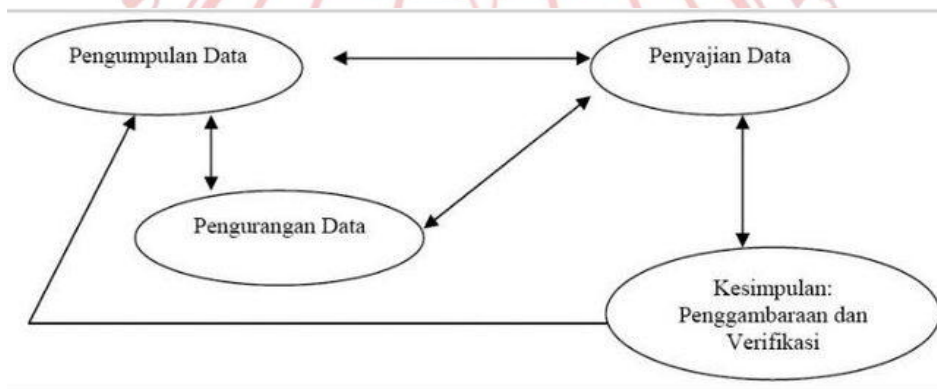 Pengumpulan Data
Penyajian Data
Pengurangan Data
Kesimpulan:
Penggambaraan dan
Verifikasi